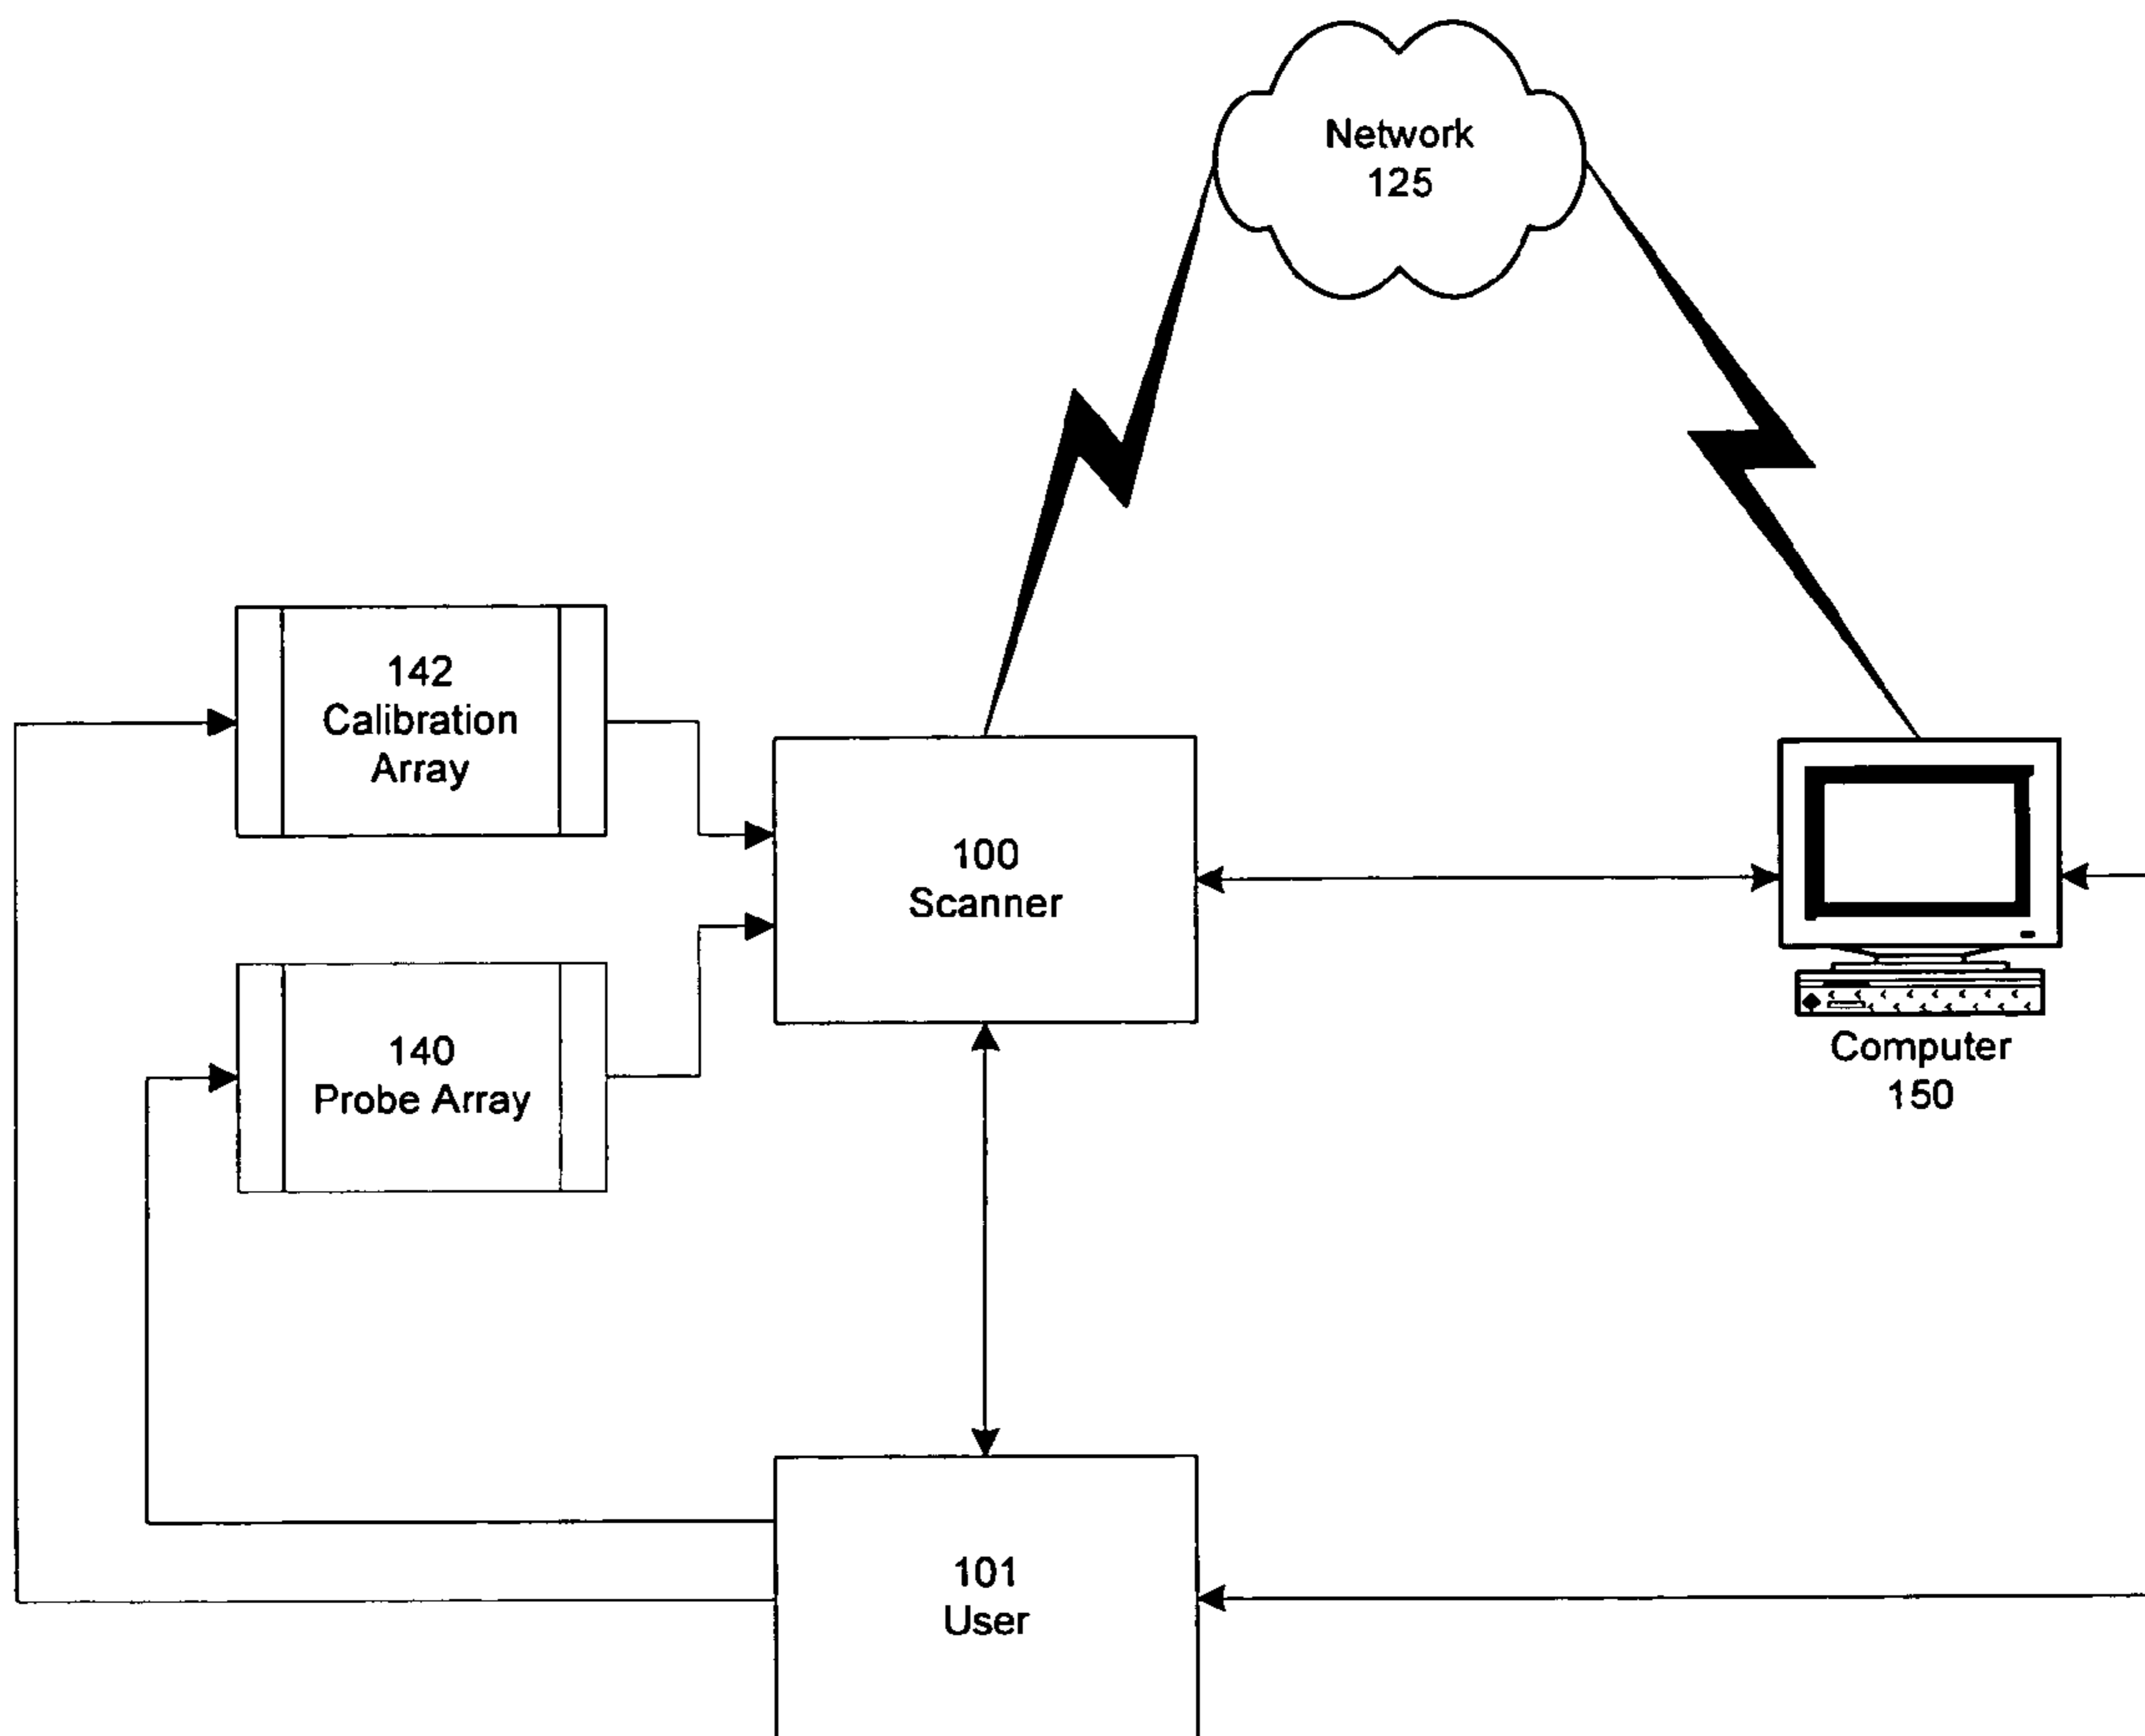 Network
125
142
Calibration
Array
100
Scanner
140
Probe Array
Computer
150
101
User